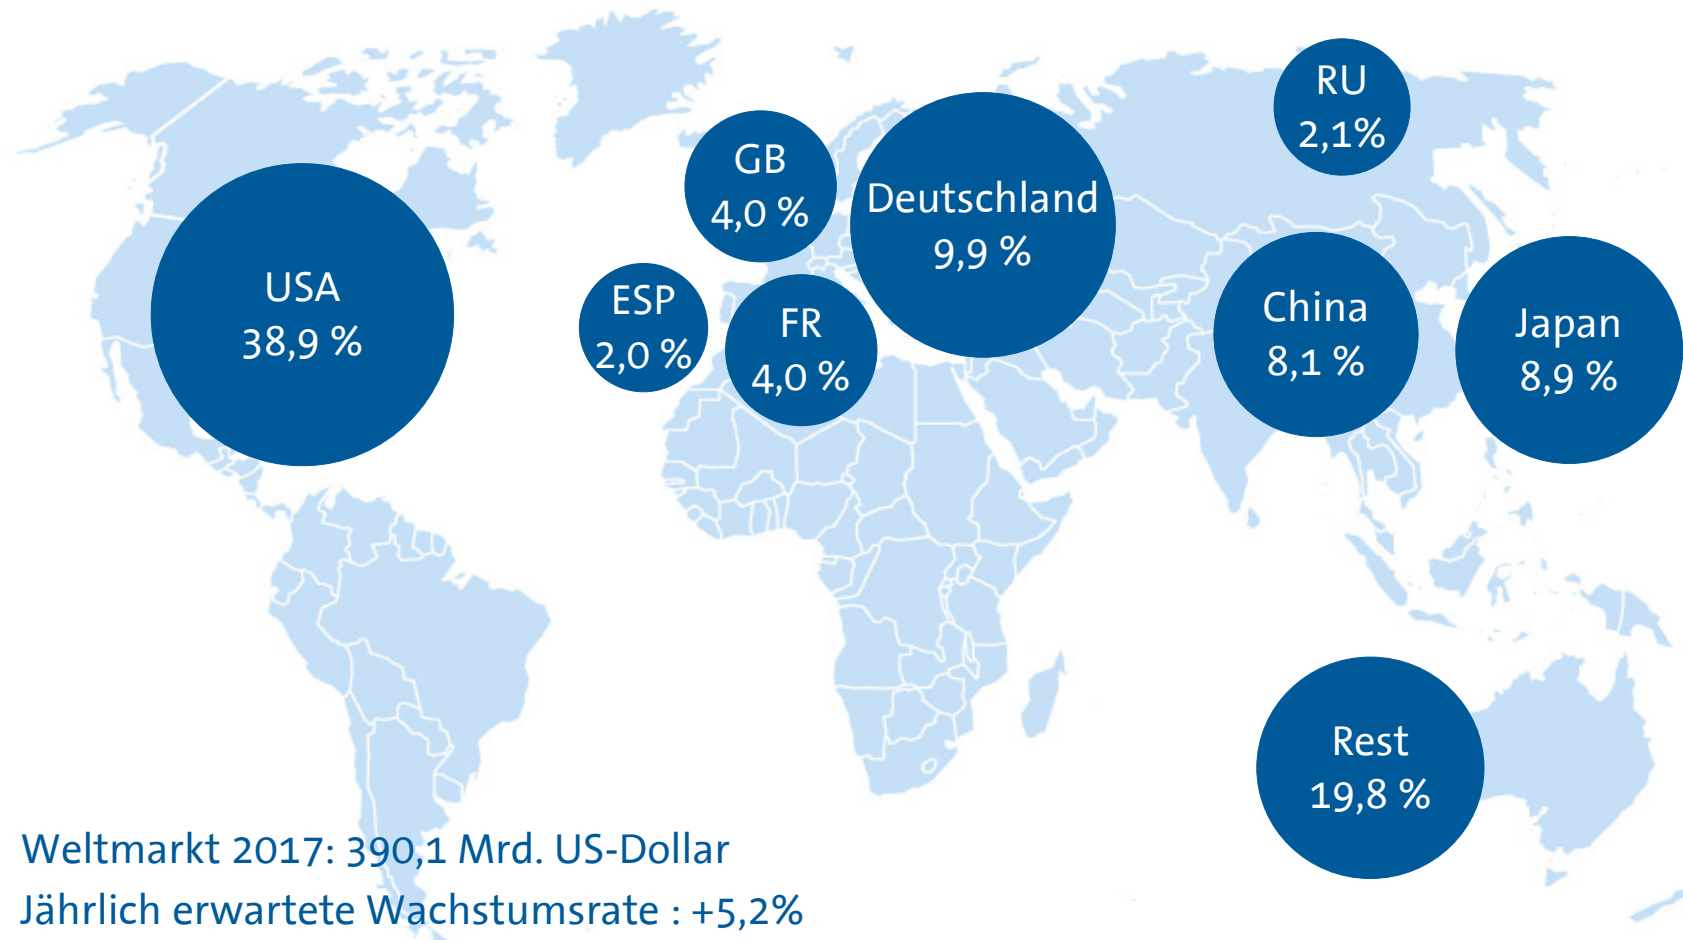 RU
2,1%
GB
4,0 %
Deutschland
9,9 %
USA
38,9 %
ESP
2,0 %
FR
4,0 %
China
8,1 %
Japan
8,9 %
Rest
19,8 %
Weltmarkt 2017: 390,1 Mrd. US-Dollar
Jährlich erwartete Wachstumsrate : +5,2%